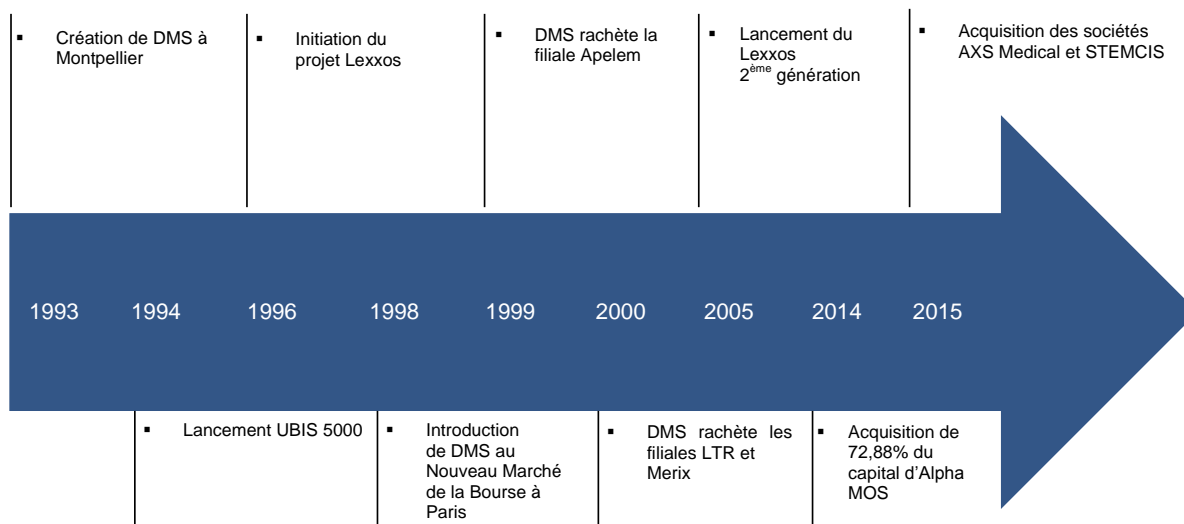 ▪ Création de DMS à
Montpellier
▪ Initiation du
projet Lexxos
▪ DMS rachète la
filiale Apelem
▪ Lancement du
Lexxos
2ème génération
▪ Acquisition des sociétés
AXS Medical et STEMCIS
1993 1994 1996 1998 1999 2000 2005 2014 2015
▪ Lancement UBIS 5000
▪ Introduction
de DMS au
Nouveau Marché
de la Bourse à
Paris
▪ DMS rachète les
filiales LTR et
Merix
▪ Acquisition de
72,88% du
capital d'Alpha
MOS